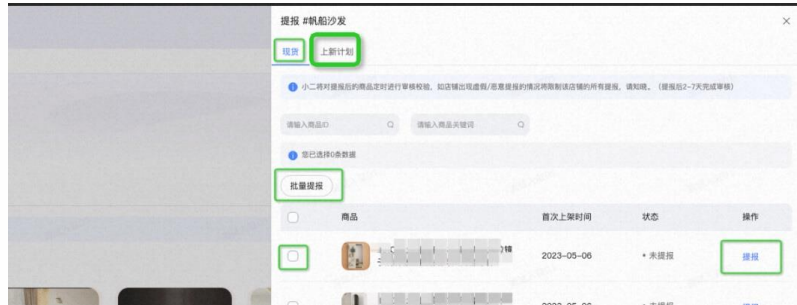 提报 #帆船沙发
现货 上新计划
小二将对提报后的商品定时进行审核校验，如店铺出现虚假/恶意提报的情况将限制该店铺的所有提报，请知晓。（提报后2~7天完成审核）
请输入商品ID 请输入商品关键词
您已选择0条数据
批量提报
商品 首次上架时间 状态 操作
2023-05-06 未提报 提报